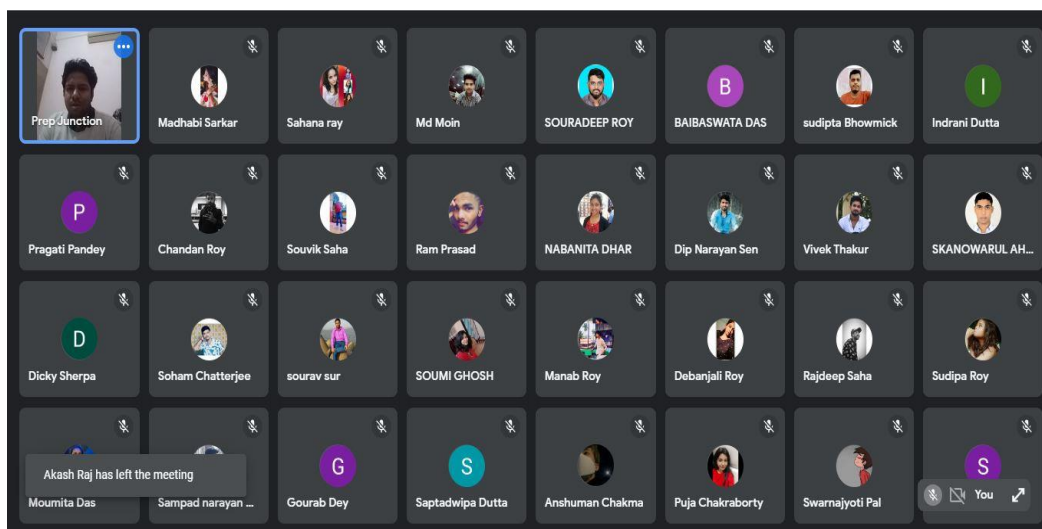 Prep Junction
Madhabi Sarkar
Sahana ray
Md Moin
SOURADEEP ROY
B
BAIBASWATA DAS
sudipta Bhowmick
I
Indrani Dutta
P
Pragati Pandey
Chandan Roy
Souvik Saha
Ram Prasad
NABANITA DHAR
Dip Narayan Sen
Vivek Thakur
SKANOWARUL AH...
D
Dicky Sherpa
Soham Chatterjee
sourav sur
SOUMI GHOSH
Manab Roy
Debanjali Roy
Rajdeep Saha
Sudipa Roy
Akash Raj has left the meeting
Moumita Das
Sampad narayan ...
G
Gourab Dey
S
Saptadwipa Dutta
Anshuman Chakma
Puja Chakraborty
Swarnajyoti Pal
S
You